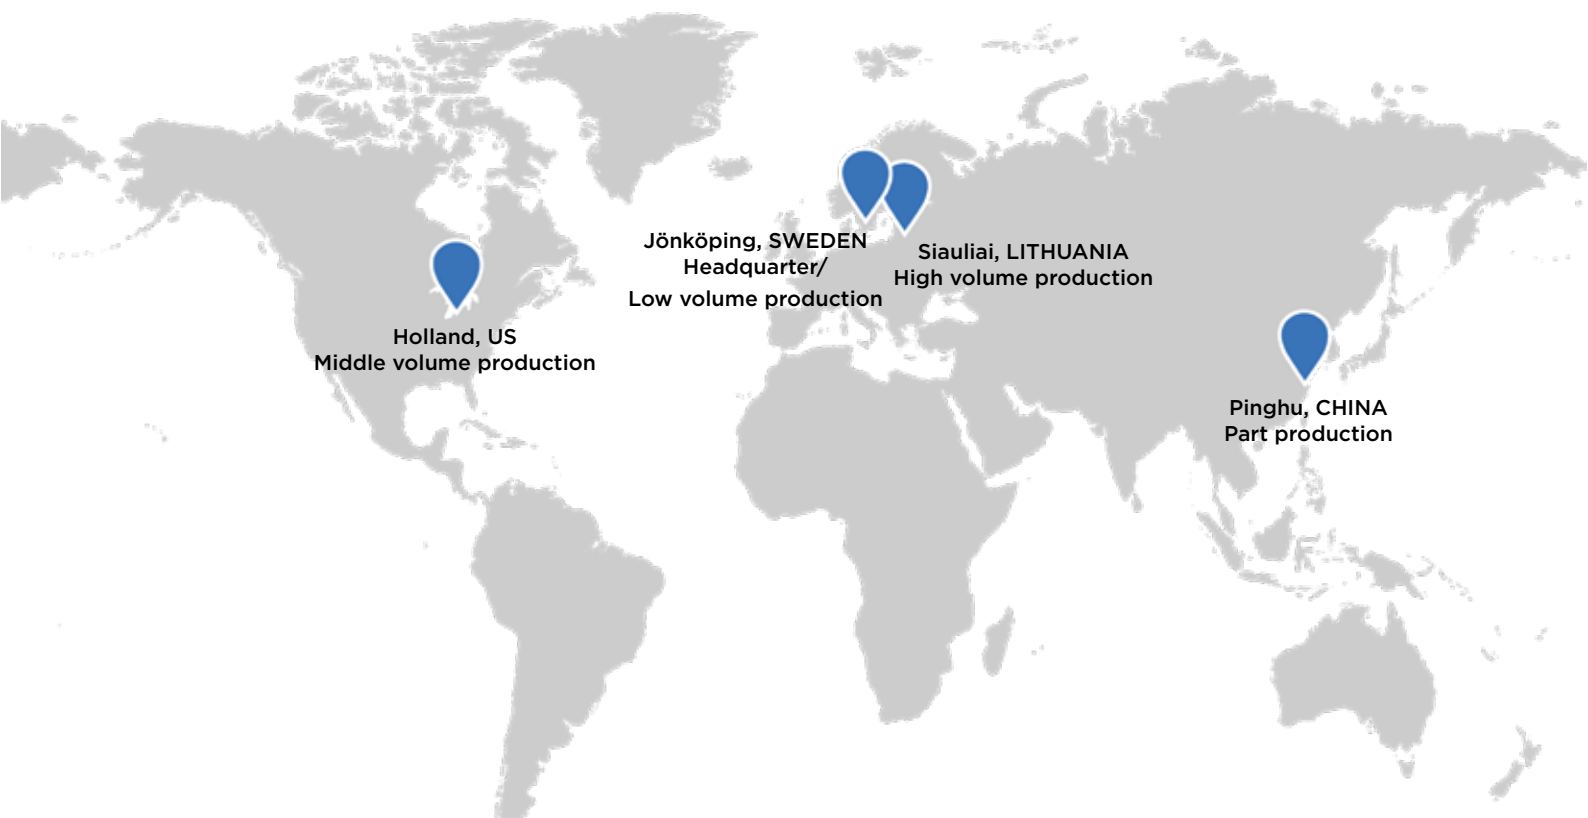 Jönköping, SWEDEN
Headquarter/
Low volume production
Siauliai, LITHUANIA
High volume production
Holland, US
Middle volume production
Pinghu, CHINA
Part production